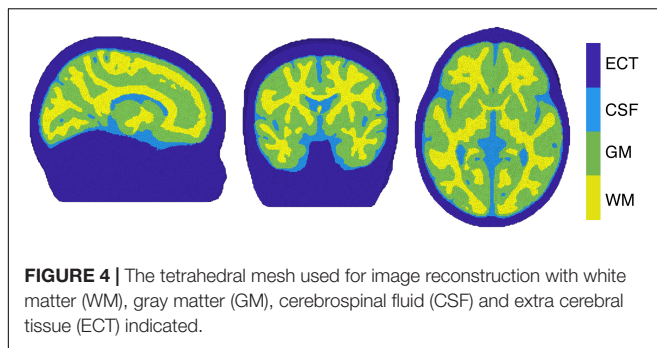 ECT
CSF
GM
WM
FIGURE 4 | The tetrahedral mesh used for image reconstruction with white
matter (WM), gray matter (GM), cerebrospinal fluid (CSF) and extra cerebral
tissue (ECT) indicated.